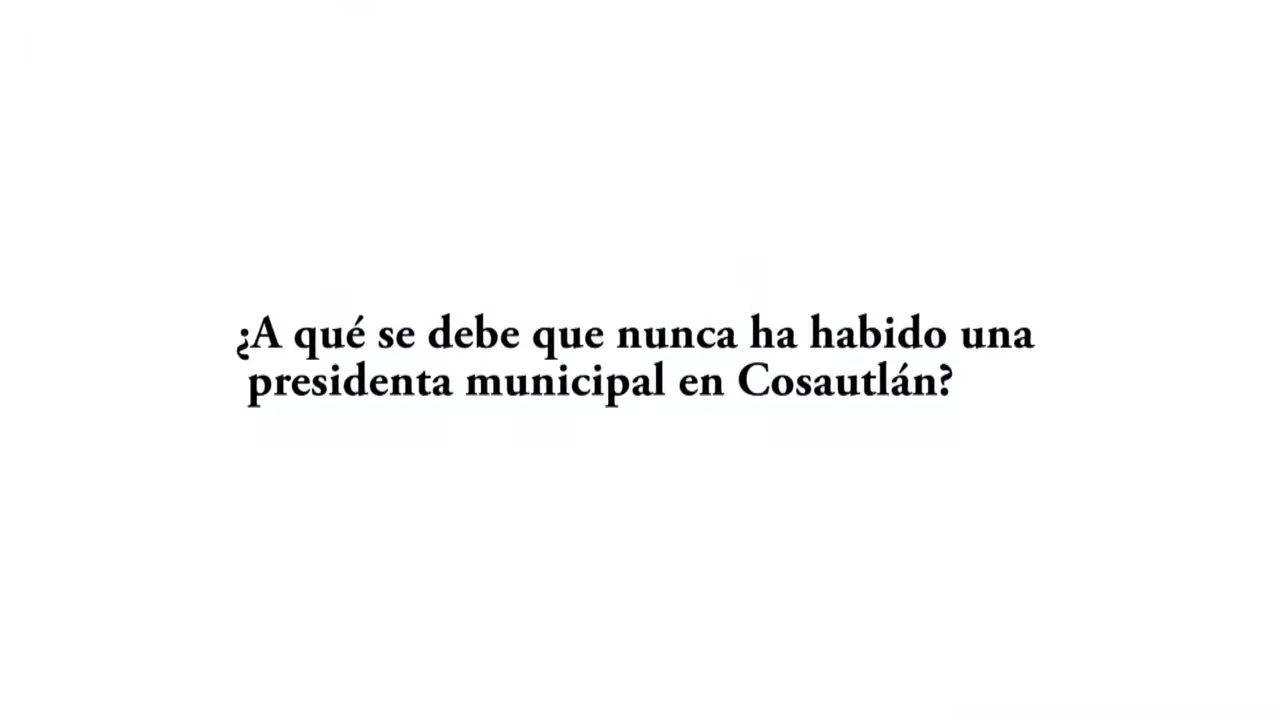 ¿A qué se debe que nunca ha habido una
presidenta municipal en Cosautlán?